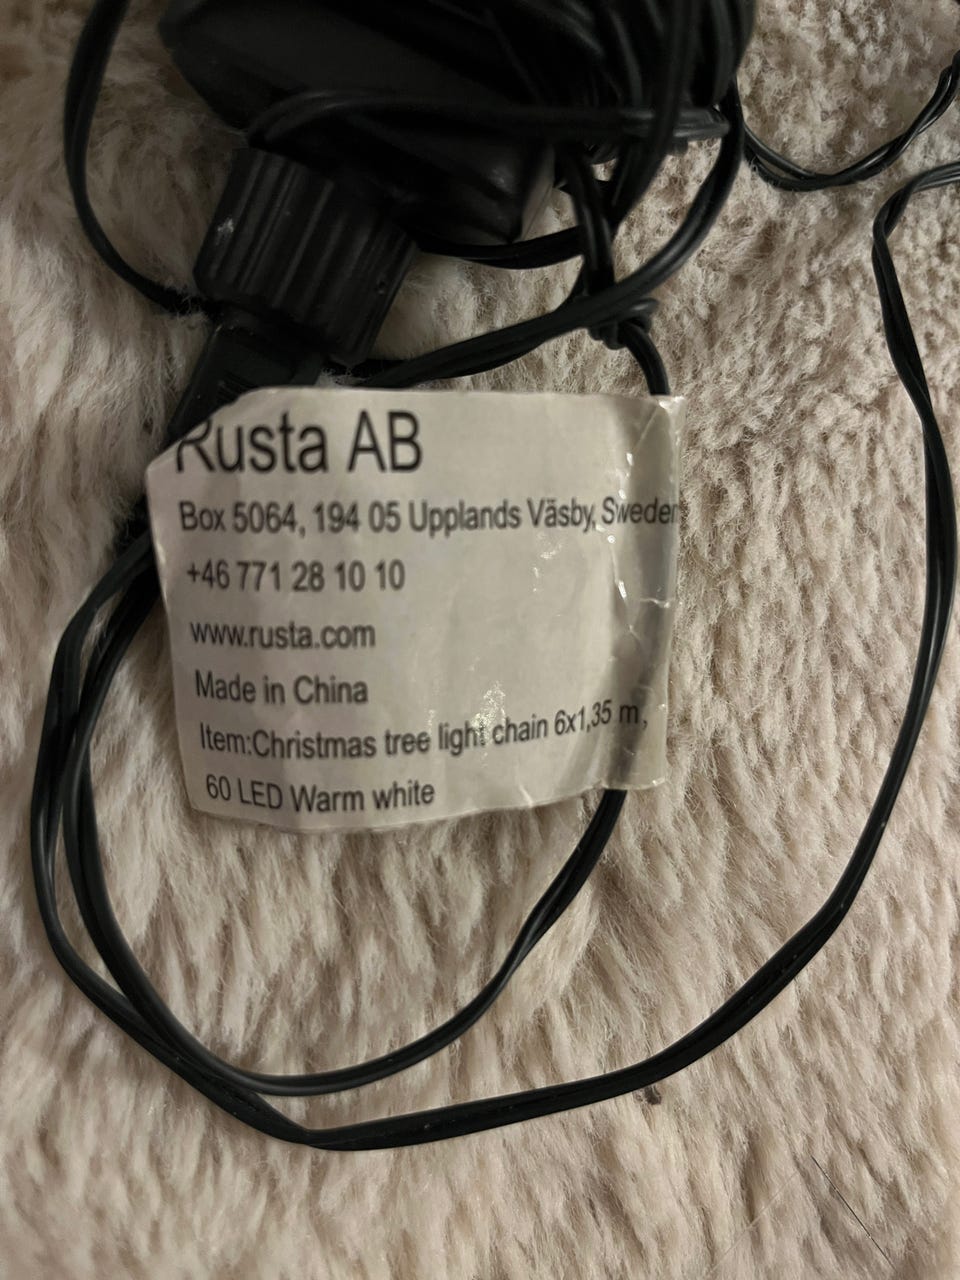 Rusta AB
Box 5064, 194 05 Upplands Väsby, Sweden
+46 771 28 10 10
www.rusta.com
Made in China
Item:Christmas tree light chain 6x1,35 m,
60 LED Warm white